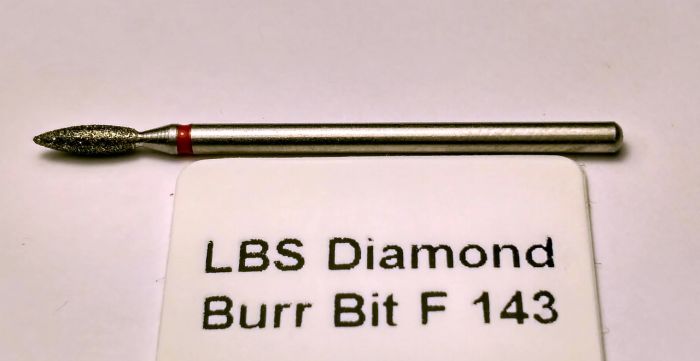 LBS Diamond
Burr Bit F 143